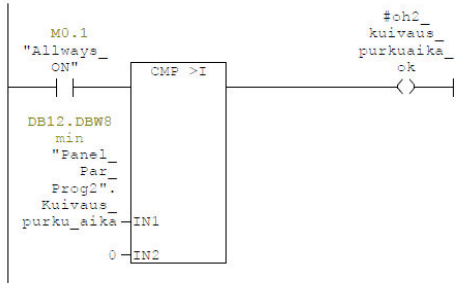 #oh2_
kuivaus_
purkuaika_
ok
M0.1
"Allways_
ON"
CMP >I
DB12.DBW8
min
"Panel_
Par_
Prog2".
Kuivaus_
purku_aika IN1
0 IN2